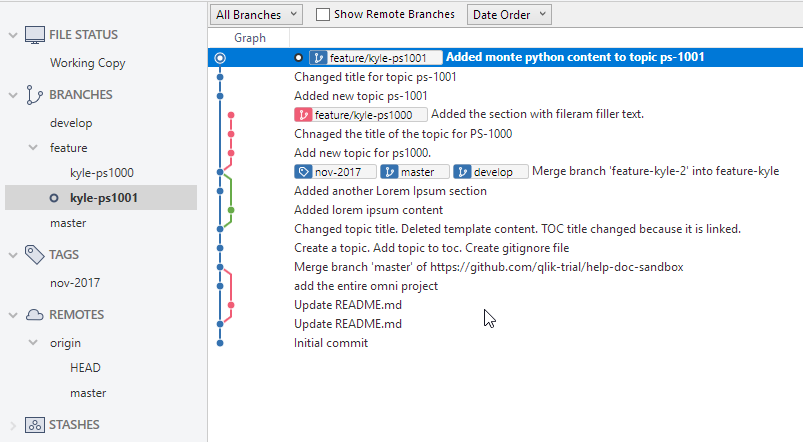 FILE STATUS
Working Copy
BRANCHES
develop
feature
kyle-ps1000
kyle-ps1001
master
TAGS
nov-2017
REMOTES
origin
HEAD
master
STASHES
All Branches Show Remote Branches Date Order
Graph
feature/kyle-ps1001 Added monte python content to topic ps-1001
Changed title for topic ps-1001
Added new topic ps-1001
feature/kyle-ps1000 Added the section with fileram filler text.
Chnaged the title of the topic for PS-1000
Add new topic for ps1000.
nov-2017 master develop Merge branch 'feature-kyle-2' into feature-kyle
Added another Lorem Ipsum section
Added lorem ipsum content
Changed topic title. Deleted template content. TOC title changed because it is linked.
Create a topic. Add topic to toc. Create gitignore file
Merge branch 'master' of https://github.com/qlik-trial/help-doc-sandbox
add the entire omni project
Update README.md
Update README.md
Initial commit